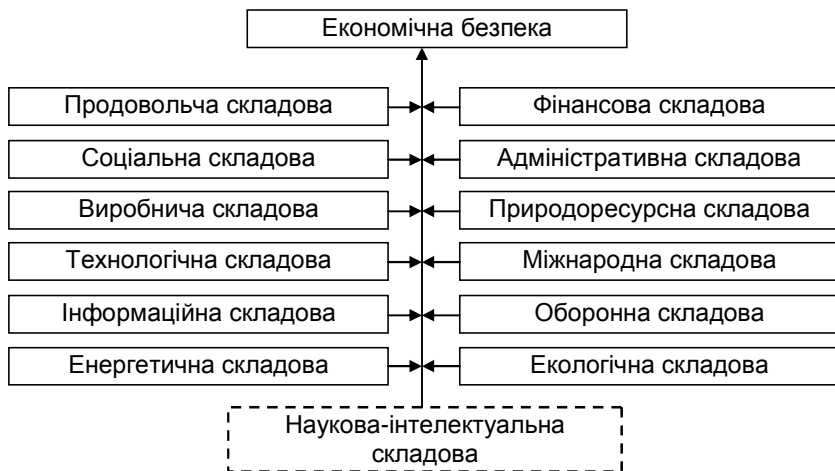 Економічна безпека
Продовольча складова
Фінансова складова
Соціальна складова
Адміністративна складова
Виробнича складова
Природоресурсна складова
Технологічна складова
Міжнародна складова
Інформаційна складова
Оборонна складова
Енергетична складова
Екологічна складова
Наукова-інтелектуальна
складова